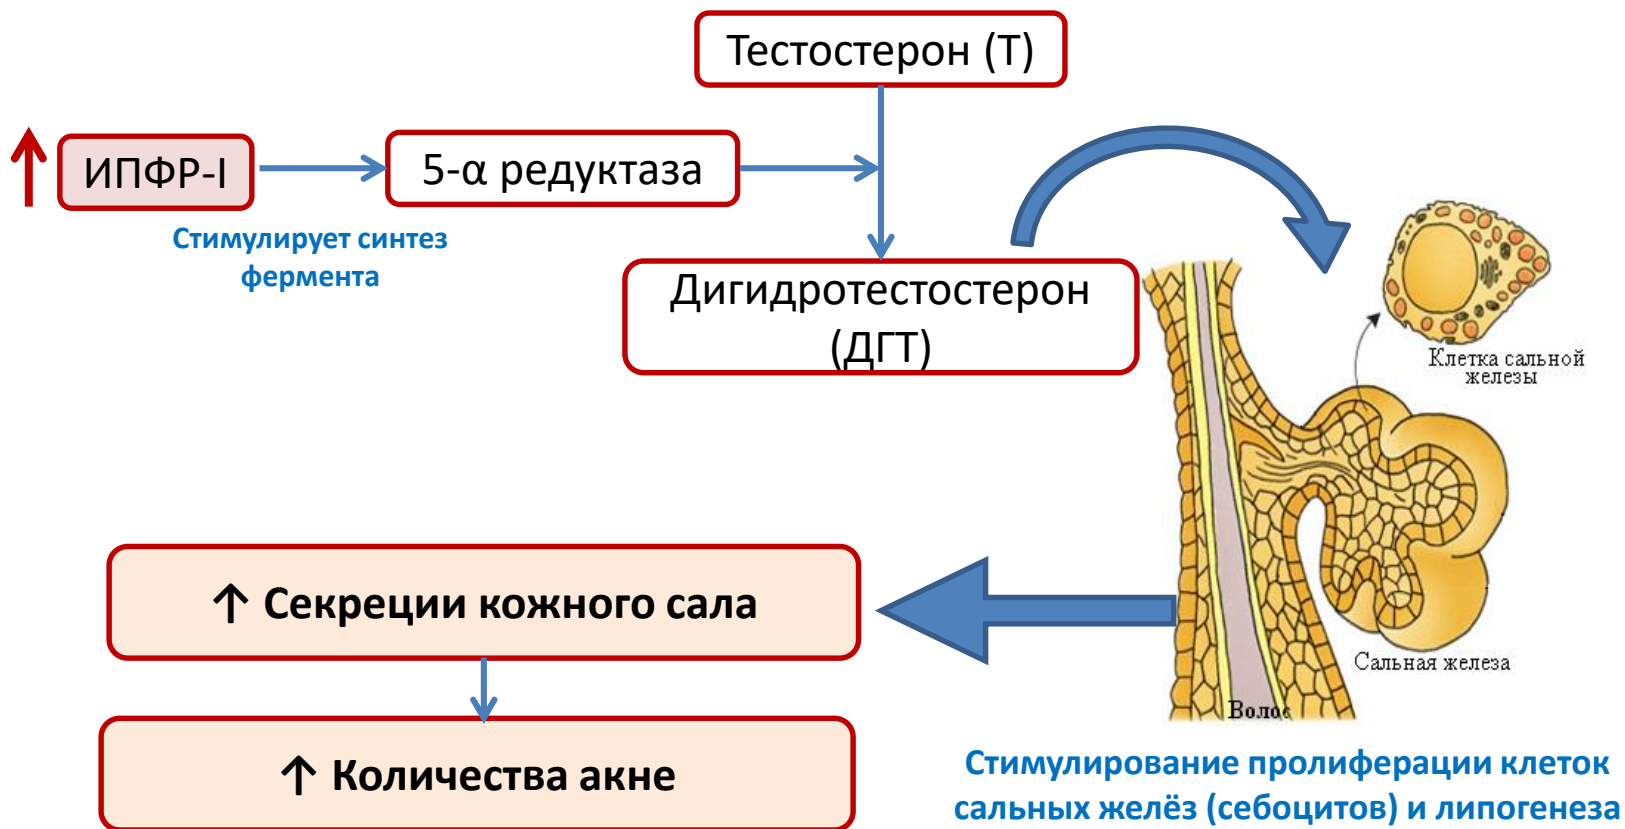 Тестостерон (Т)
ИПФР-I
5-α редуктаза
Стимулирует синтез
фермента
Дигидротестостерон
(ДГТ)
Клетка сальной
железы
↑ Секреции кожного сала
Сальная железа
Волос
↑ Количества акне
Стимулирование пролиферации клеток
сальных желёз (себоцитов) и липогенеза